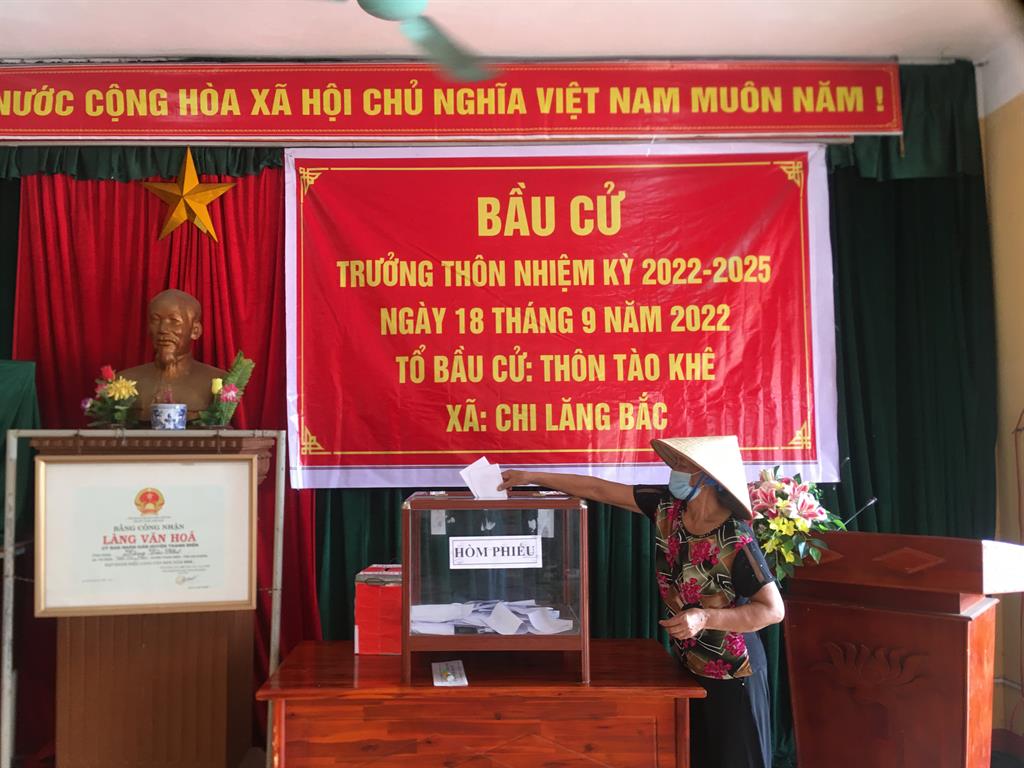 NƯỚC CỘNG HÒA XÃ HỘI CHỦ NGHĨA VIỆT NAM MUÔN NĂM !
BẦU CỬ
TRƯỞNG THÔN NHIỆM KỲ 2022-2025
NGÀY 18 THÁNG 9 NĂM 2022
TỔ BẦU CỬ: THÔN TÀO KHÊ
XÃ: CHI LĂNG BẮC
BẰNG CÔNG NHẬN
LÀNG VĂN HOÁ
HÒM PHIẾU